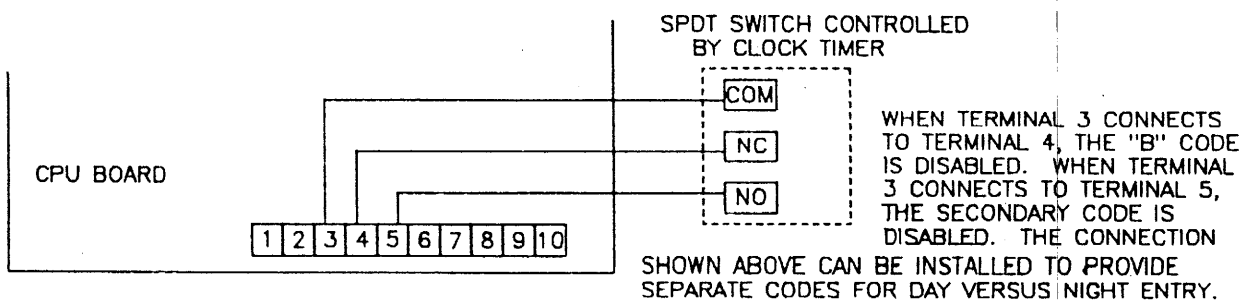 SPDT SWITCH CONTROLLED
BY CLOCK TIMER
COM
NC
NO
CPU BOARD
1 2 3 4 5 6 7 8 9 10
WHEN TERMINAL 3 CONNECTS
TO TERMINAL 4, THE "B" CODE
IS DISABLED. WHEN TERMINAL
3 CONNECTS TO TERMINAL 5,
THE SECONDARY CODE IS
DISABLED. THE CONNECTION
SHOWN ABOVE CAN BE INSTALLED TO PROVIDE
SEPARATE CODES FOR DAY VERSUS NIGHT ENTRY.